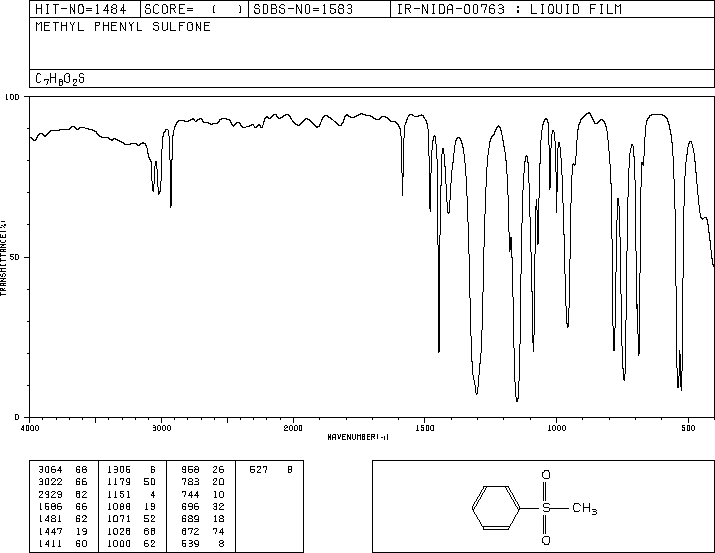 HIT-NO=1484 SCORE= ( ) SDBS-NO=1583 IR-NIDA-00763 : LIQUID FILM
METHYL PHENYL SULFONE
C7H8O2S
100
50
0
TRANSMITTANCE(%)
4000 3000 2000 1500 1000 500
WAVENUMBER(-1)
3064 68 1306 6 958 26 527 8
3022 66 1179 50 783 20
2929 62 1151 4 744 10
1586 66 1088 19 696 32
1481 62 1071 52 689 18
1447 19 1028 68 672 74
1411 60 1000 62 539 8
O
S CH3
O